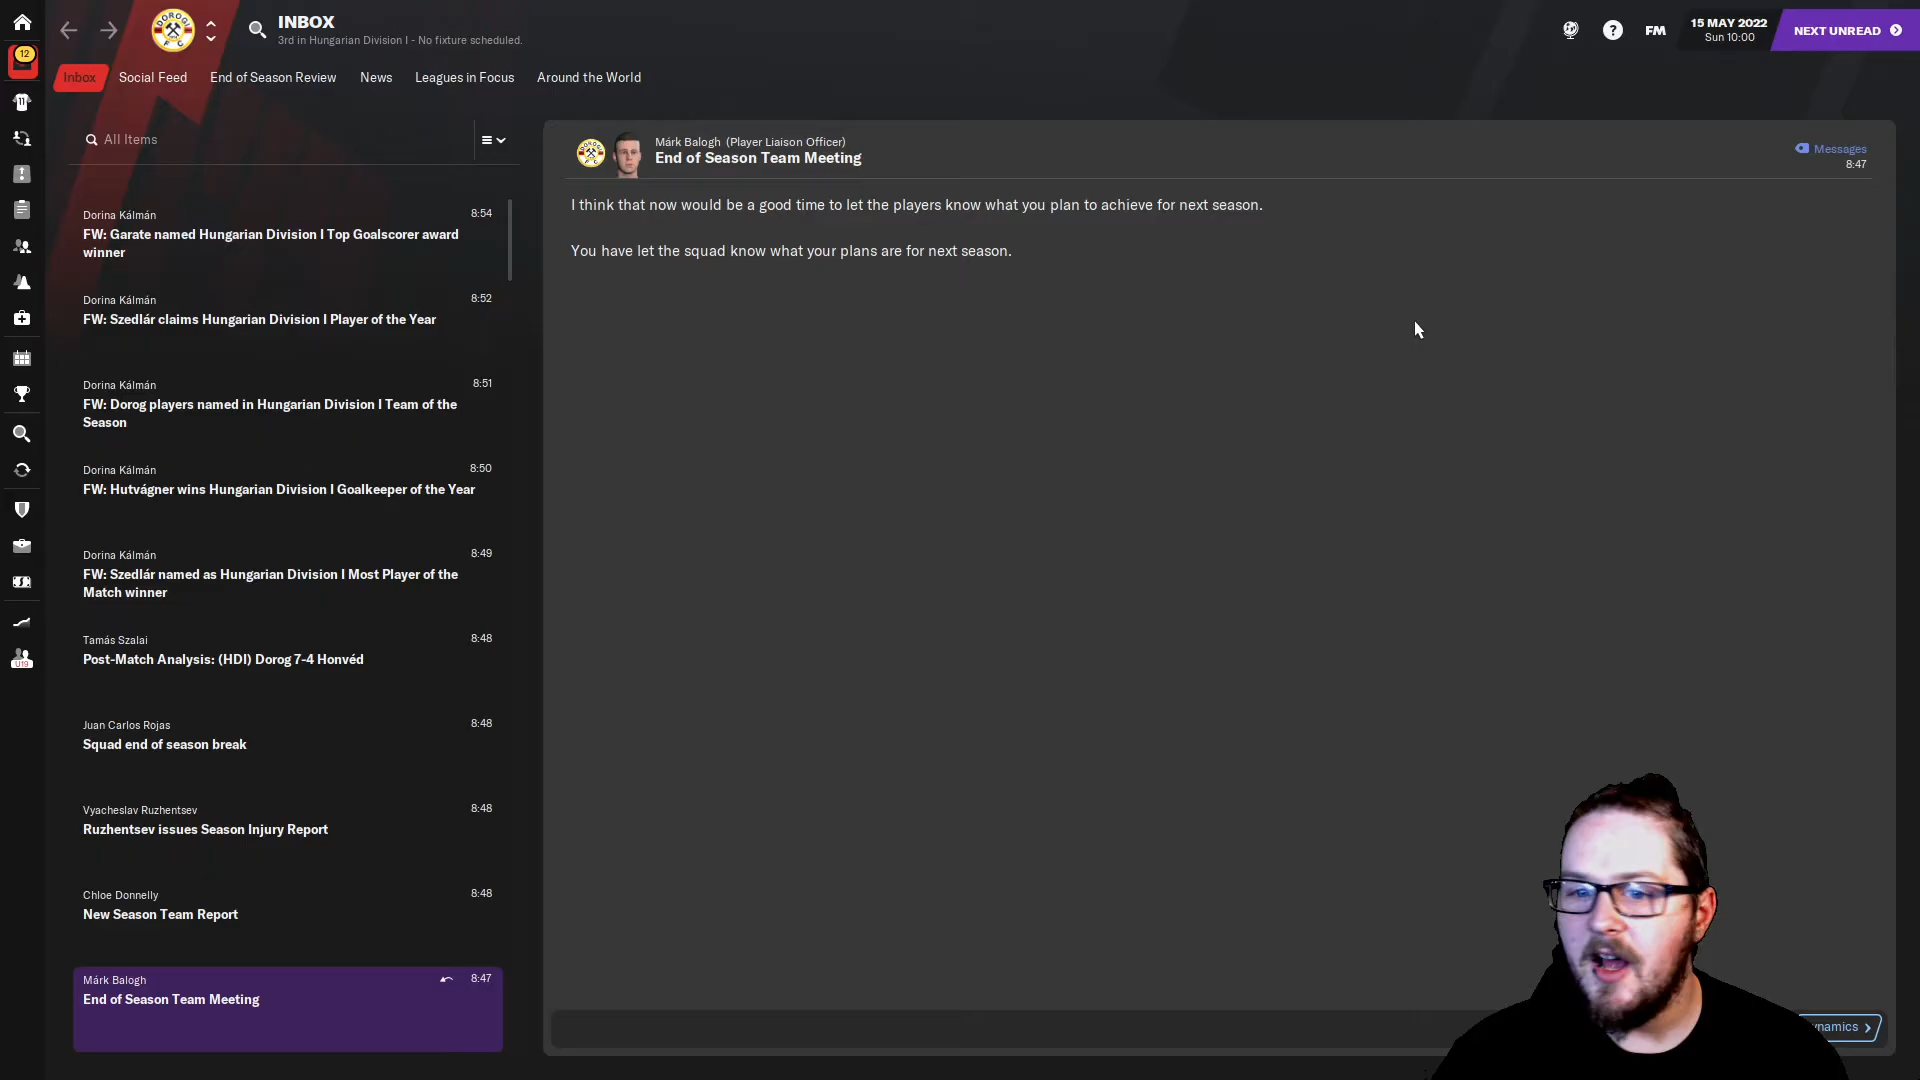 INBOX
3rd in Hungarian Division I - No fixture scheduled.
FM
15 MAY 2022
Sun 10:00
NEXT UNREAD
12
Inbox
Social Feed
End of Season Review
News
Leagues in Focus
Around the World
All Items
Dorina Kálmán
8:54
FW: Garate named Hungarian Division I Top Goalscorer award
winner
Dorina Kálmán
8:52
FW: Szedlár claims Hungarian Division I Player of the Year
Dorina Kálmán
8:51
FW: Dorog players named in Hungarian Division I Team of the
Season
Dorina Kálmán
8:50
FW: Hutvágner wins Hungarian Division I Goalkeeper of the Year
Dorina Kálmán
8:49
FW: Szedlár named as Hungarian Division I Most Player of the
Match winner
Tamás Szalai
8:48
Post-Match Analysis: (HDI) Dorog 7-4 Honvéd
Juan Carlos Rojas
8:48
Squad end of season break
Vyacheslav Ruzhentsev
8:48
Ruzhentsev issues Season Injury Report
Chloe Donnelly
8:48
New Season Team Report
Márk Balogh
8:47
End of Season Team Meeting
Márk Balogh (Player Liaison Officer)
End of Season Team Meeting
Messages
8:47
I think that now would be a good time to let the players know what you plan to achieve for next season.
You have let the squad know what your plans are for next season.
ynamics
U19
DOROGI
F C